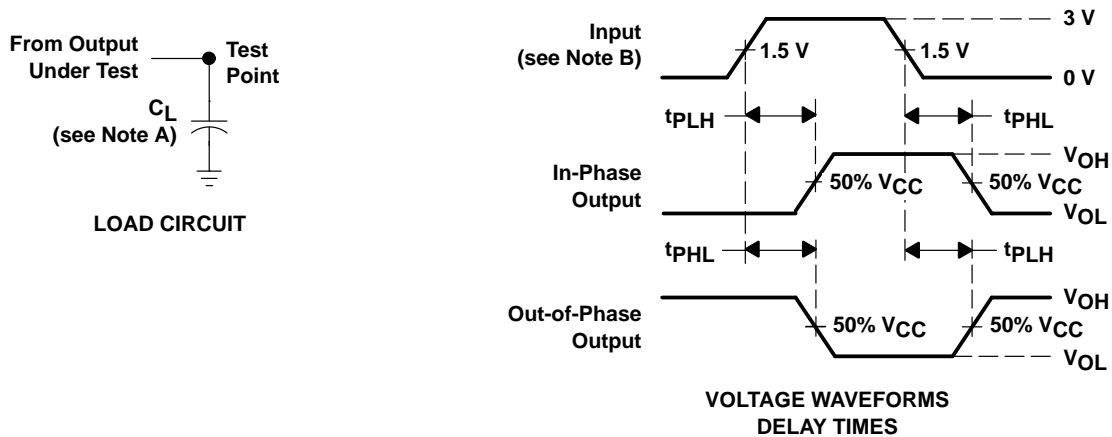 From Output
Under Test
Test
Point
CL
(see Note A)
LOAD CIRCUIT
Input
(see Note B)
1.5 V
1.5 V
3 V
0 V
tPLH
tPHL
In-Phase
Output
50% VCC
50% VCC
VOH
VOL
tPHL
tPLH
Out-of-Phase
Output
50% VCC
50% VCC
VOH
VOL
VOLTAGE WAVEFORMS
DELAY TIMES